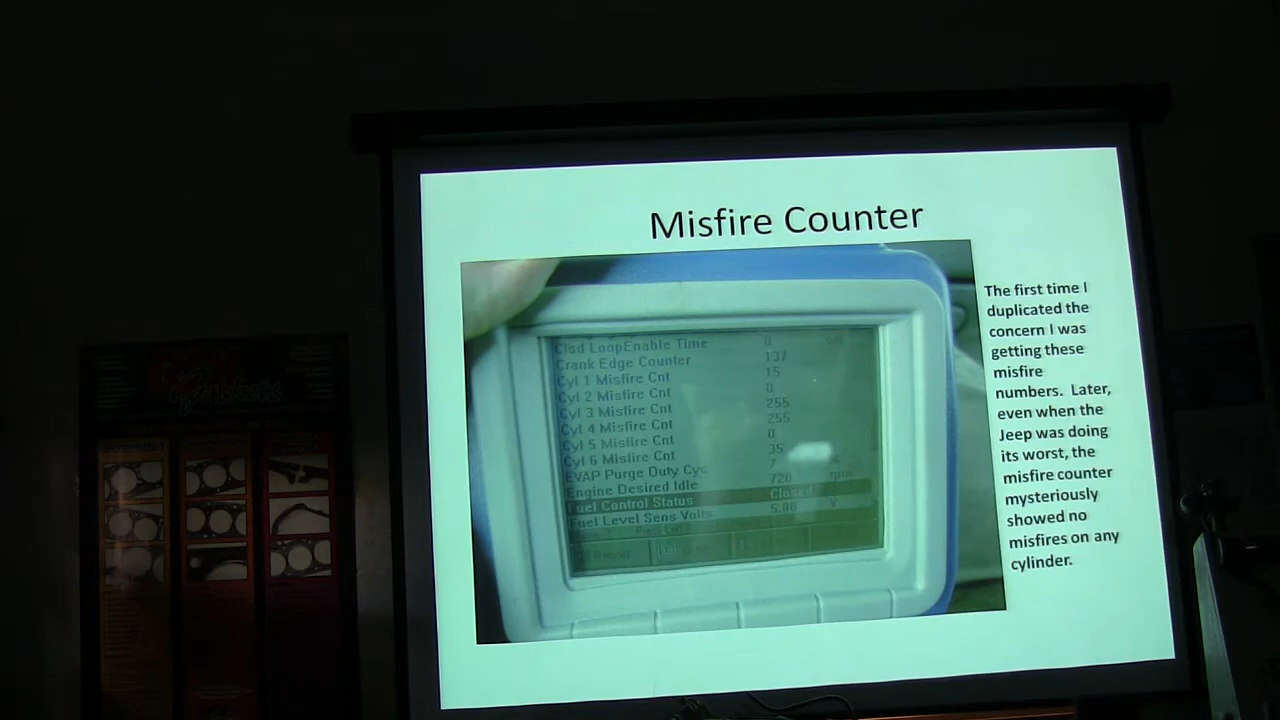 Misfire Counter
Clsd LoopEnable Time 0 cnt
Crank Edge Counter 137
Cyl 1 Misfire Cnt 15
Cyl 2 Misfire Cnt 0
Cyl 3 Misfire Cnt 255
Cyl 4 Misfire Cnt 255
Cyl 5 Misfire Cnt 0
Cyl 6 Misfire Cnt 35
EVAP Purge Duty Cyc 7
Engine Desired Idle 720 rpm
Fuel Control Status Closed
Fuel Level Sens Volts V
The first time I
duplicated the
concern I was
getting these
misfire
numbers. Later,
even when the
Jeep was doing
its worst, the
misfire counter
mysteriously
showed no
misfires on any
cylinder.